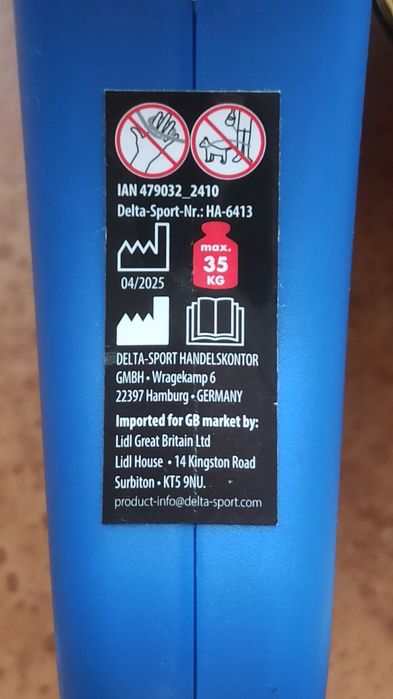 IAN 479032_2410
Delta-Sport-Nr.: HA-6413
max.
35
KG
04/2025
DELTA-SPORT HANDELSKONTOR
GMBH • Wragekamp 6
22397 Hamburg • GERMANY
Imported for GB market by:
Lidl Great Britain Ltd
Lidl House • 14 Kingston Road
Surbiton • KT5 9NU.
product-info@delta-sport.com